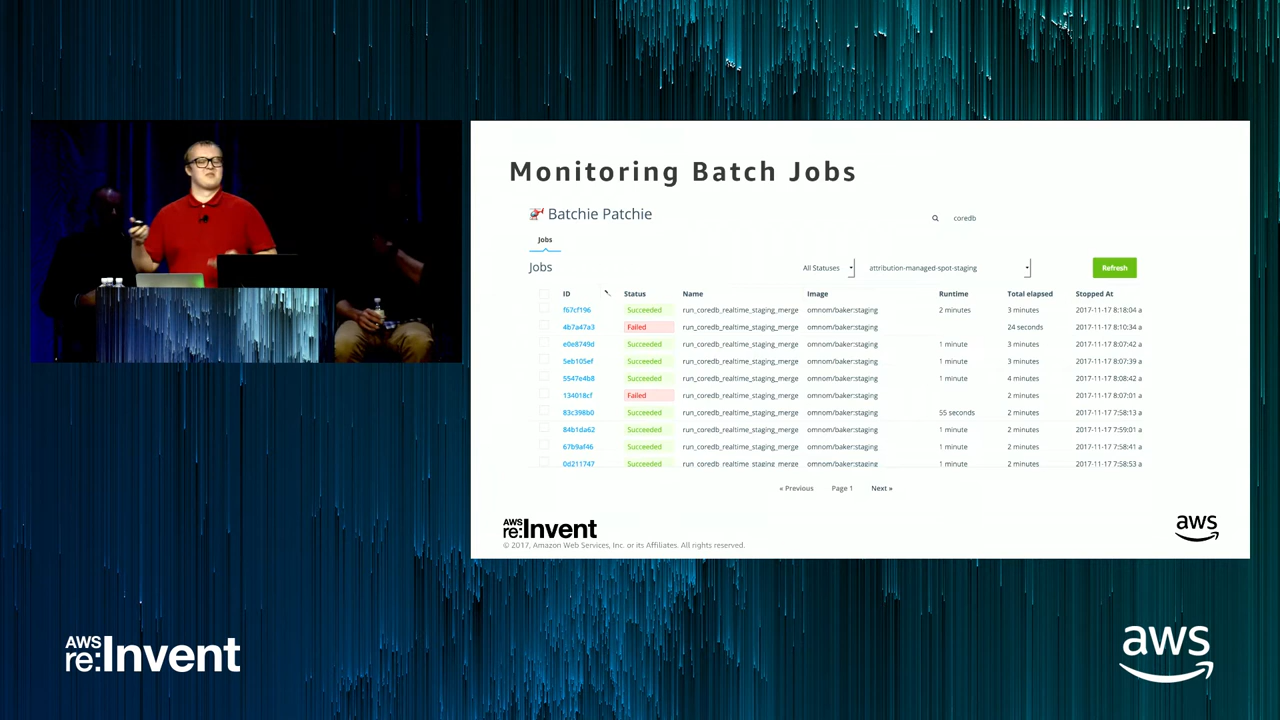 Monitoring Batch Jobs
Batchie Patchie
coredb
Jobs
Jobs
All Statuses
attribution-managed-spot-staging
Refresh
ID Status Name Image Runtime Total elapsed Stopped At
f67cf196 Succeeded run_coredb_realtime_staging_merge omnom/baker:staging 2 minutes 3 minutes 2017-11-17 8:18:04 a
4b7a47a3 Failed run_coredb_realtime_staging_merge omnom/baker:staging 24 seconds 2017-11-17 8:10:34 a
e0e8749d Succeeded run_coredb_realtime_staging_merge omnom/baker:staging 1 minute 3 minutes 2017-11-17 8:07:42 a
5eb105ef Succeeded run_coredb_realtime_staging_merge omnom/baker:staging 1 minute 3 minutes 2017-11-17 8:07:39 a
5547e4b8 Succeeded run_coredb_realtime_staging_merge omnom/baker:staging 1 minute 4 minutes 2017-11-17 8:08:42 a
134018cf Failed run_coredb_realtime_staging_merge omnom/baker:staging 2 minutes 2017-11-17 8:07:01 a
83c398b0 Succeeded run_coredb_realtime_staging_merge omnom/baker:staging 55 seconds 2 minutes 2017-11-17 7:58:13 a
84b1da62 Succeeded run_coredb_realtime_staging_merge omnom/baker:staging 1 minute 2 minutes 2017-11-17 7:59:01 a
67b9af46 Succeeded run_coredb_realtime_staging_merge omnom/baker:staging 1 minute 2 minutes 2017-11-17 7:58:41 a
0d211747 Succeeded run_coredb_realtime_staging_merge omnom/baker:staging 1 minute 2 minutes 2017-11-17 7:58:53 a
« Previous Page 1 Next »
AWS
re:Invent
© 2017, Amazon Web Services, Inc. or its Affiliates. All rights reserved.
aws
AWS
re:Invent
aws